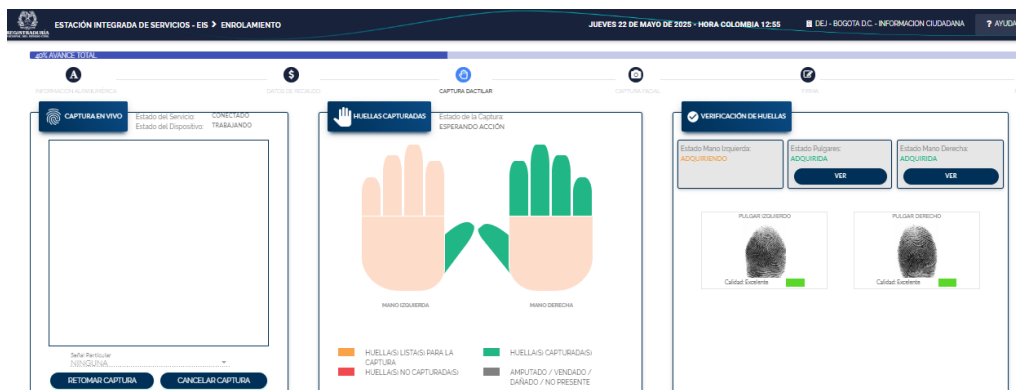 REGISTRADURÍA
ESTACIÓN INTEGRADA DE SERVICIOS - EIS > ENROLAMIENTO
JUEVES 22 DE MAYO DE 2025 - HORA COLOMBIA 12:55
DEJ - BOGOTA D.C. - INFORMACION CIUDADANA
? AYUDA
40% AVANCE TOTAL
INFORMACIÓN ALFANUMÉRICA
DATOS DE RECAUDO
CAPTURA DACTILAR
CAPTURA FACIAL
FIRMA
CAPTURA EN VIVO
Estado del Servicio: CONECTADO
Estado del Dispositivo: TRABAJANDO
HUELLAS CAPTURADAS
Estado de la Captura:
ESPERANDO ACCIÓN
VERIFICACIÓN DE HUELLAS
Estado Mano Izquierda:
ADQUIRIENDO
Estado Pulgares:
ADQUIRIDA
VER
Estado Mano Derecha:
ADQUIRIDA
VER
PULGAR IZQUIERDO
PULGAR DERECHO
Calidad: Excelente
Calidad: Excelente
MANO IZQUIERDA
MANO DERECHA
HUELLA(S) LISTA(S) PARA LA
CAPTURA
HUELLA(S) CAPTURADA(S)
HUELLA(S) NO CAPTURADA(S)
AMPUTADO / VENDADO /
DAÑADO / NO PRESENTE
Señal Particular
NINGUNA
RETOMAR CAPTURA
CANCELAR CAPTURA